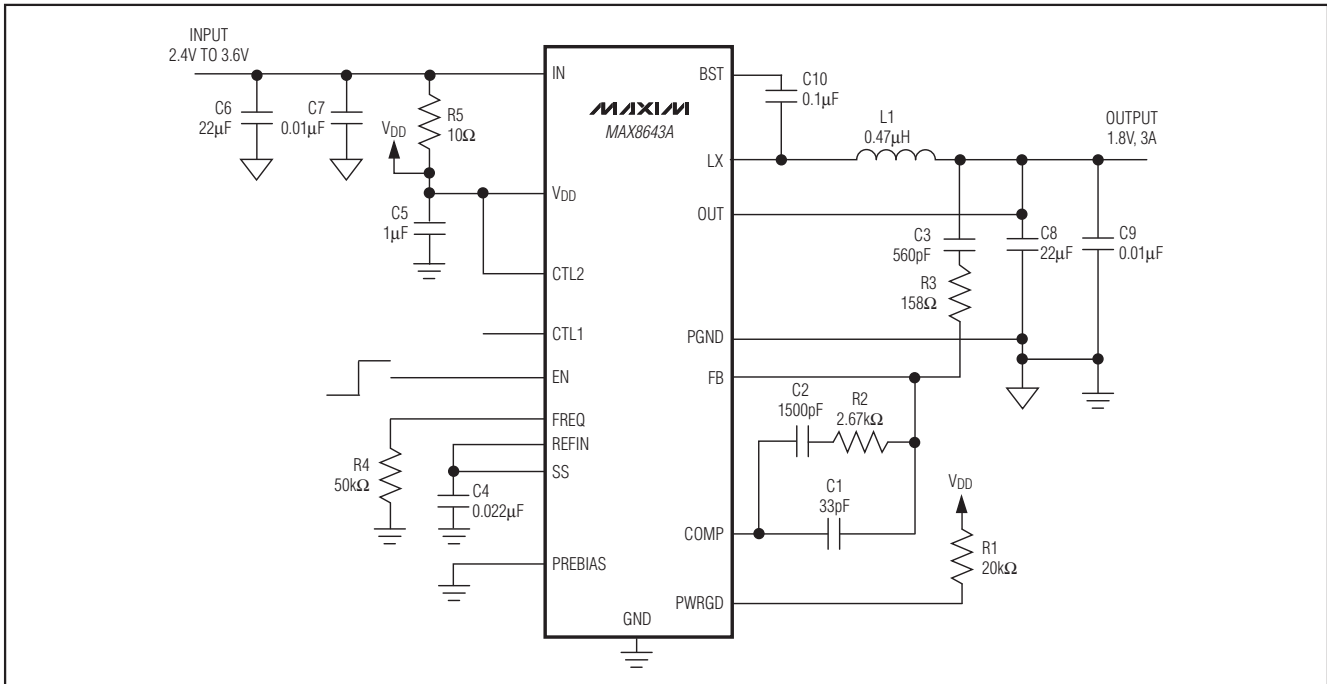 INPUT
2.4V TO 3.6V
C6
22µF
C7
0.01µF
VDD
R5
10Ω
C5
1µF
IN
VDD
CTL2
CTL1
EN
FREQ
REFIN
SS
R4
50kΩ
C4
0.022µF
PREBIAS
MAXIM
MAX8643A
GND
BST
LX
OUT
PGND
FB
COMP
PWRGD
C10
0.1µF
L1
0.47µH
OUTPUT
1.8V, 3A
C3
560pF
R3
158Ω
C8
22µF
C9
0.01µF
C2
1500pF
R2
2.67kΩ
C1
33pF
VDD
R1
20kΩ